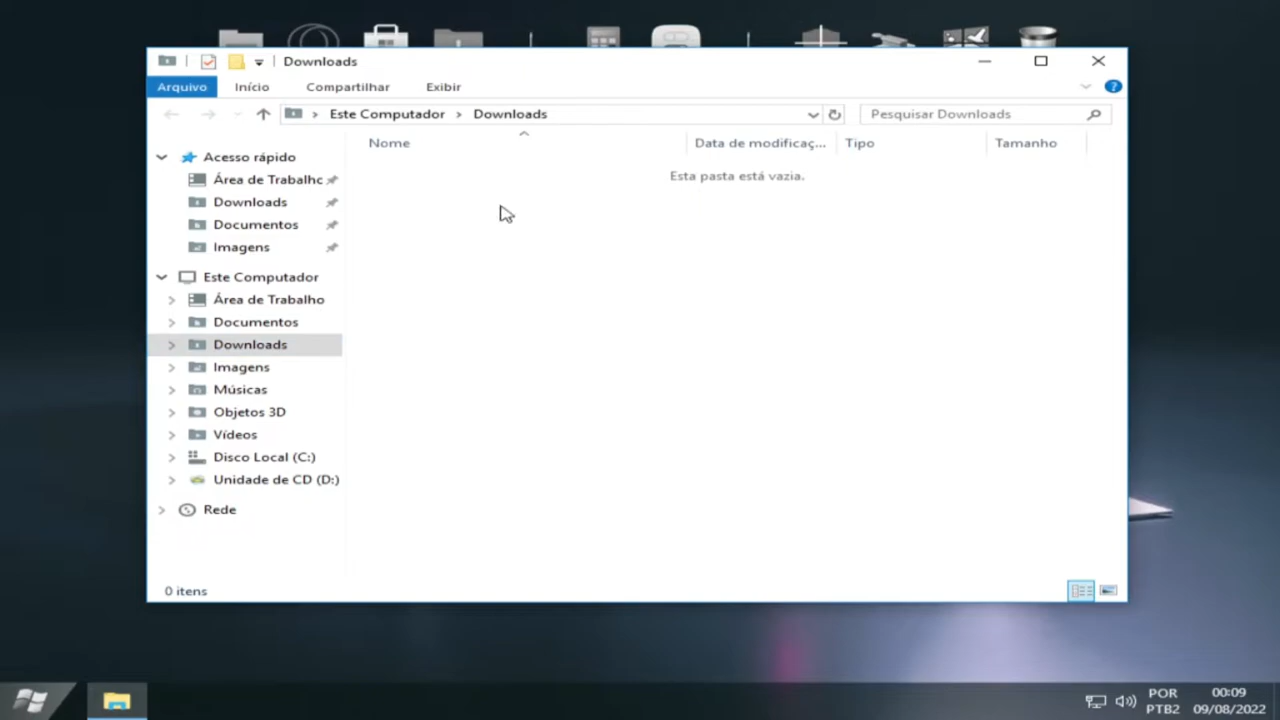 Downloads
Arquivo Início Compartilhar Exibir
Este Computador Downloads Pesquisar Downloads
Nome Data de modificaç... Tipo Tamanho
Esta pasta está vazia.
Acesso rápido
Área de Trabalhc
Downloads
Documentos
Imagens
Este Computador
Área de Trabalho
Documentos
Downloads
Imagens
Músicas
Objetos 3D
Vídeos
Disco Local (C:)
Unidade de CD (D:)
Rede
0 itens
POR 00:09
PTB2 09/08/2022